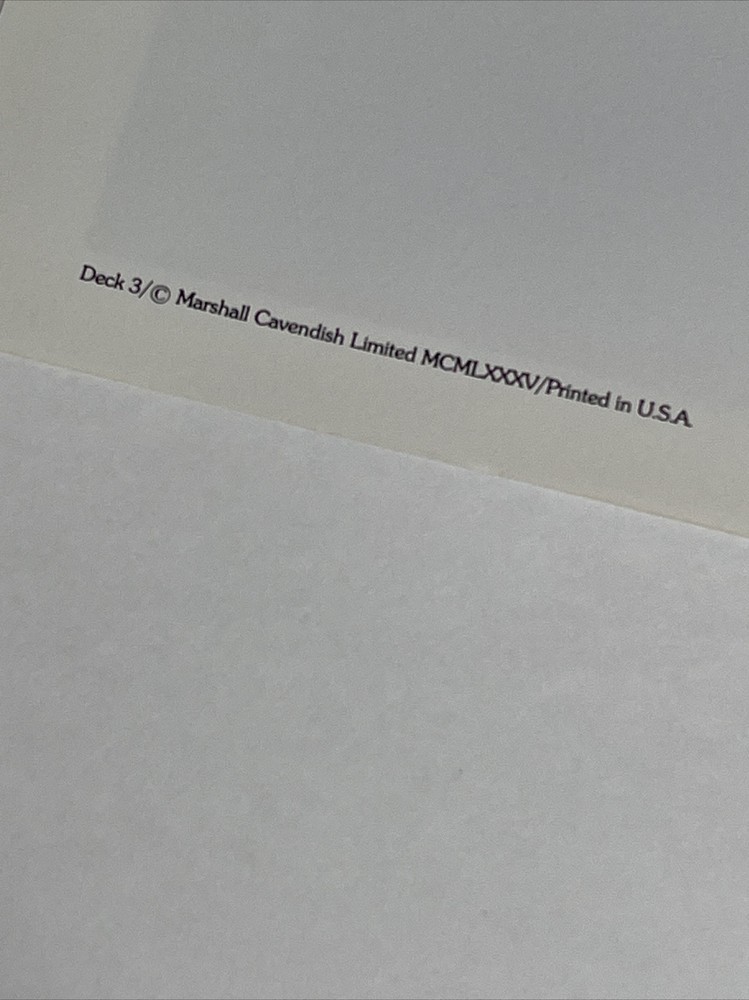 Deck 3/© Marshall Cavendish Limited MCMLXXXV/Printed in U.S.A.